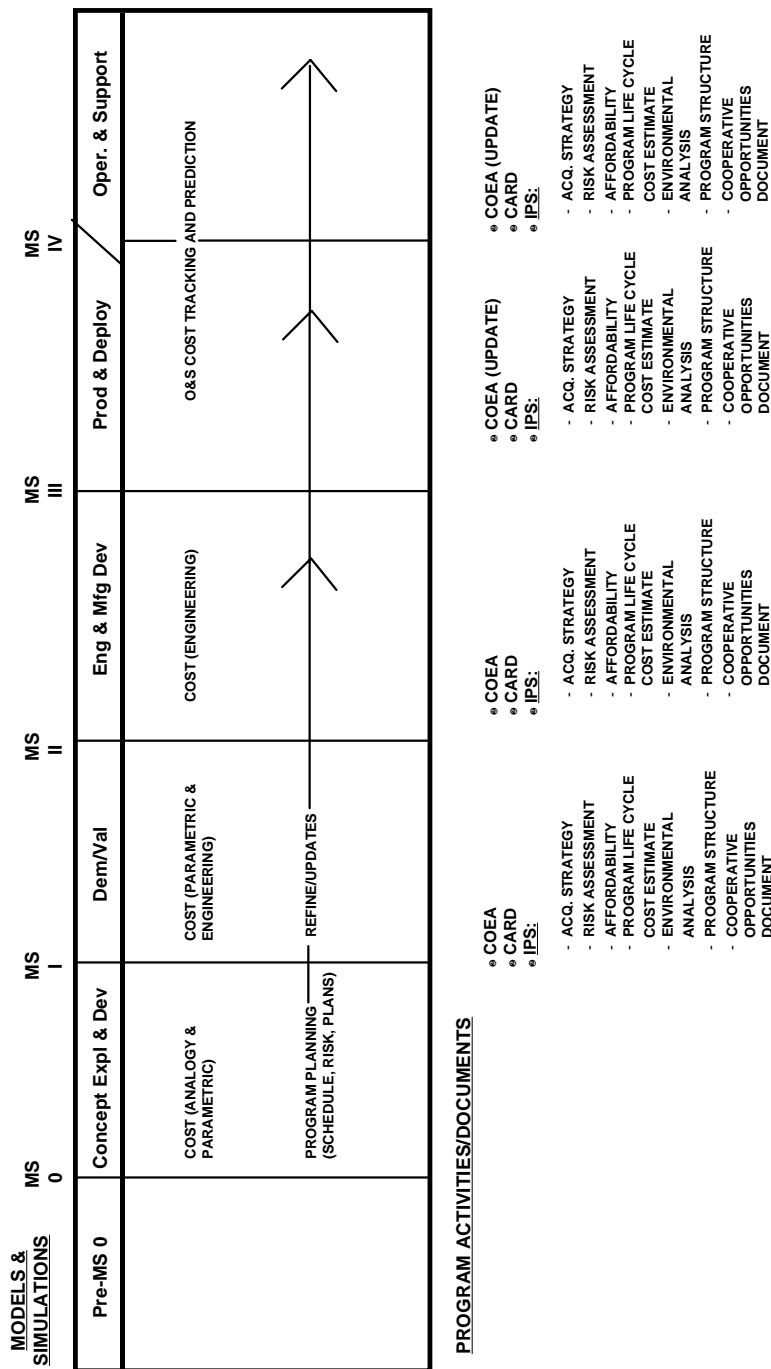 MODELS &
SIMULATIONS
MS
0
MS
I
MS
II
MS
III
MS
IV
Pre-MS 0
Concept Expl & Dev
Dem/Val
Eng & Mfg Dev
Prod & Deploy
Oper. & Support
COST (ANALOGY &
PARAMETRIC)
COST (PARAMETRIC &
ENGINEERING)
COST (ENGINEERING)
O&S COST TRACKING AND PREDICTION
PROGRAM PLANNING
(SCHEDULE, RISK, PLANS)
REFINE/UPDATES
PROGRAM ACTIVITIES/DOCUMENTS
COEA
CARD
IPS:
- ACQ. STRATEGY
- RISK ASSESSMENT
- AFFORDABILITY
- PROGRAM LIFE CYCLE
COST ESTIMATE
- ENVIRONMENTAL
ANALYSIS
- PROGRAM STRUCTURE
- COOPERATIVE
OPPORTUNITIES
DOCUMENT
COEA
CARD
IPS:
- ACQ. STRATEGY
- RISK ASSESSMENT
- AFFORDABILITY
- PROGRAM LIFE CYCLE
COST ESTIMATE
- ENVIRONMENTAL
ANALYSIS
- PROGRAM STRUCTURE
- COOPERATIVE
OPPORTUNITIES
DOCUMENT
COEA (UPDATE)
CARD
IPS:
- ACQ. STRATEGY
- RISK ASSESSMENT
- AFFORDABILITY
- PROGRAM LIFE CYCLE
COST ESTIMATE
- ENVIRONMENTAL
ANALYSIS
- PROGRAM STRUCTURE
- COOPERATIVE
OPPORTUNITIES
DOCUMENT
COEA (UPDATE)
CARD
IPS:
- ACQ. STRATEGY
- RISK ASSESSMENT
- AFFORDABILITY
- PROGRAM LIFE CYCLE
COST ESTIMATE
- ENVIRONMENTAL
ANALYSIS
- PROGRAM STRUCTURE
- COOPERATIVE
OPPORTUNITIES
DOCUMENT